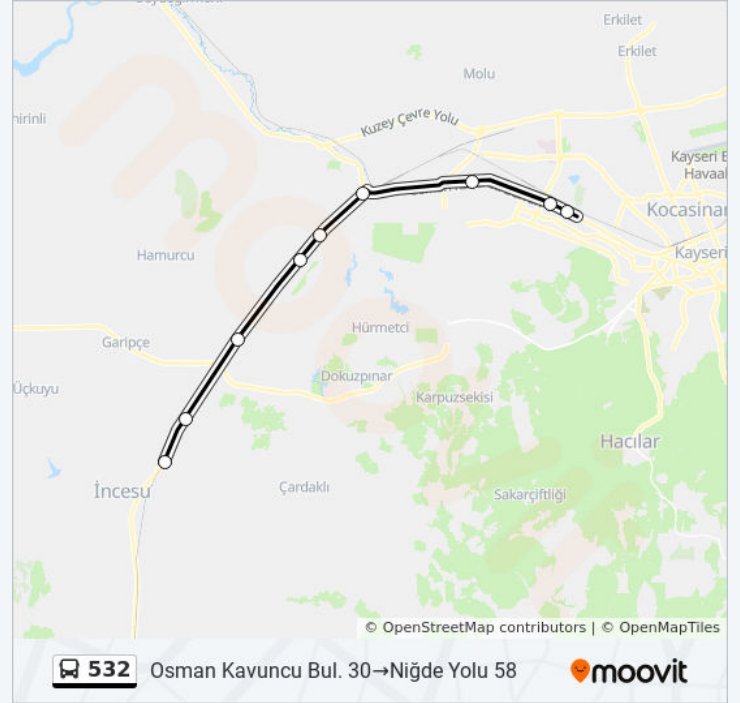 Erkilet
Erkilet
Molu
Kuzey Çevre Yolu
Kayseri
Kocasinan
Kayseri
Hamurcu
Hürmetci
Garipçe
Dokuzpınar
Üçkuyu
Karpuzsekisi
Hacılar
İncesu
Çardaklı
Sakarçiftliği
© OpenStreetMap contributors | © OpenMapTiles
532 Osman Kavuncu Bul. 30→Niğde Yolu 58
moovit